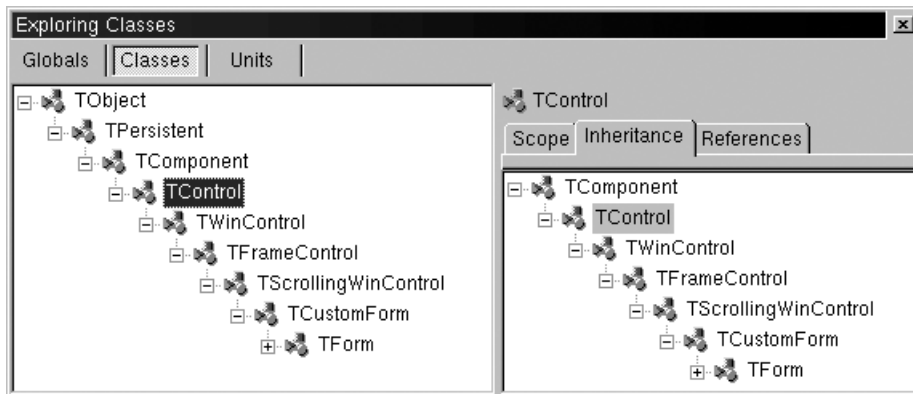 Exploring Classes
Globals Classes Units
TObject
TPersistent
TComponent
TControl
TWinControl
TFrameControl
TScrollingWinControl
TCustomForm
TForm
TControl
Scope Inheritance References
TComponent
TControl
TWinControl
TFrameControl
TScrollingWinControl
TCustomForm
TForm